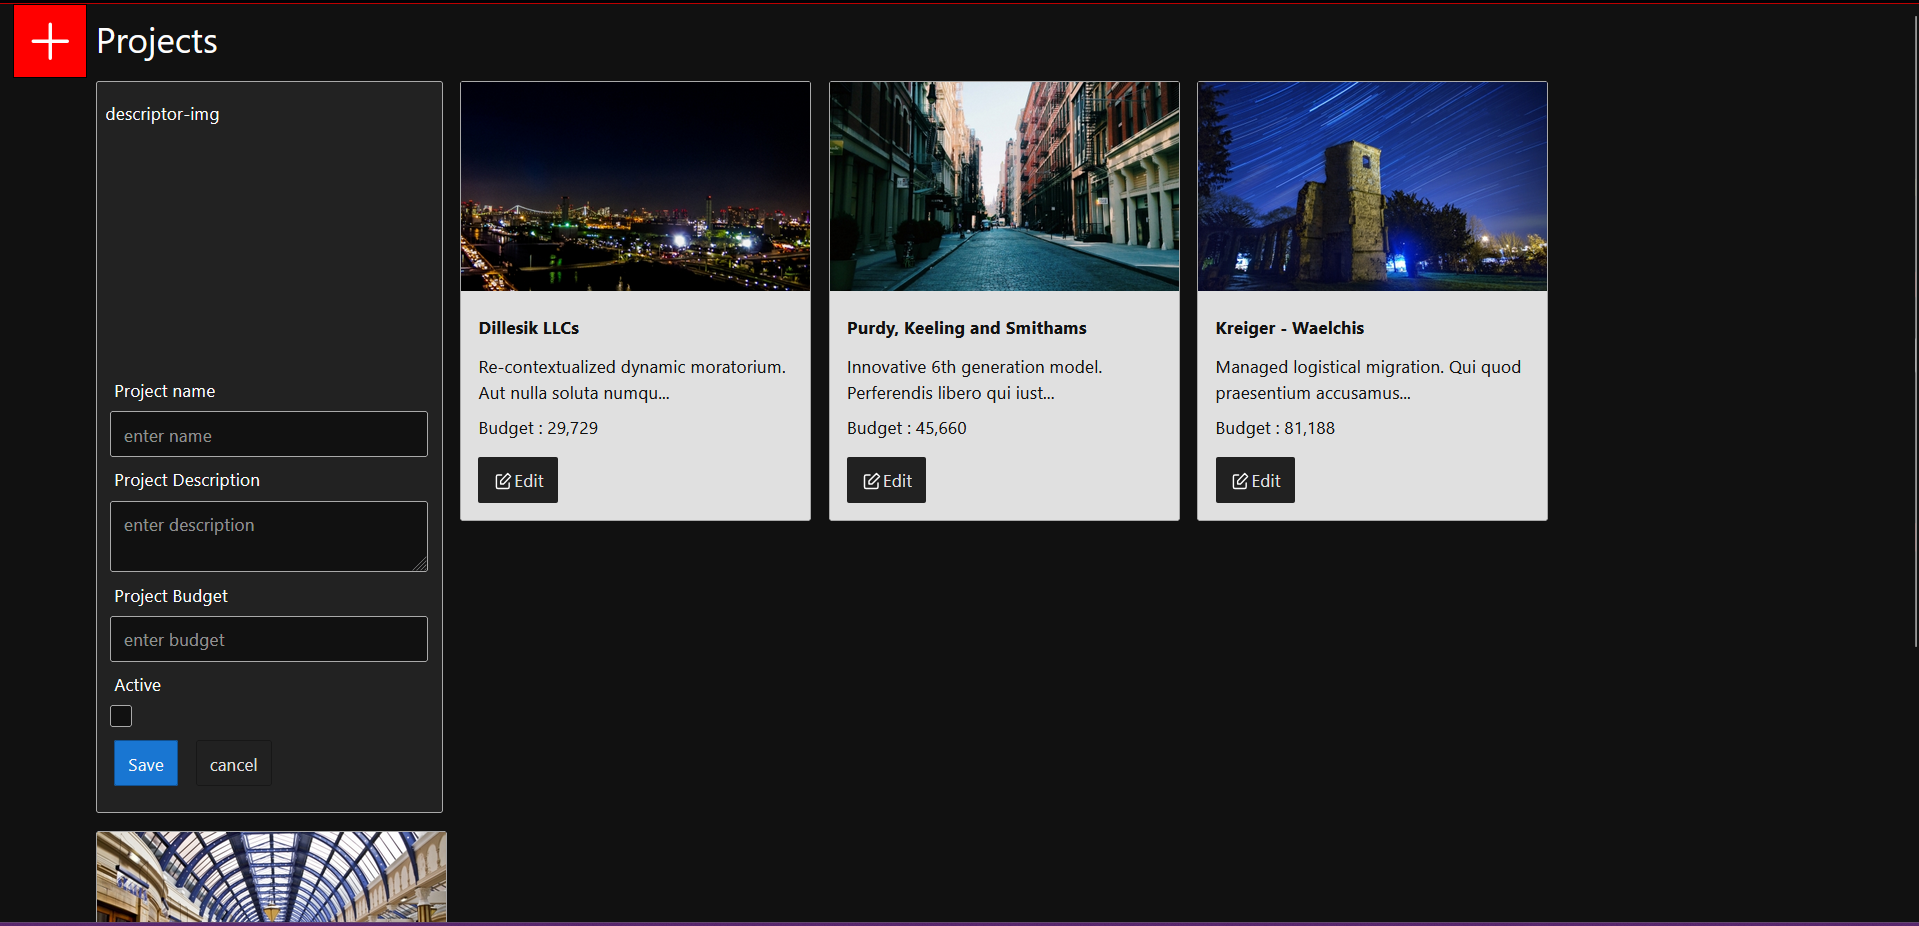 Projects
descriptor-img
Project name
enter name
Project Description
enter description
Project Budget
enter budget
Active
Save
cancel
Dillesik LLCs
Re-contextualized dynamic moratorium.
Aut nulla soluta numqu...
Budget : 29,729
Edit
Purdy, Keeling and Smithams
Innovative 6th generation model.
Perferendis libero qui iust...
Budget : 45,660
Edit
Kreiger - Waelchis
Managed logistical migration. Qui quod
praesentium accusamus...
Budget : 81,188
Edit